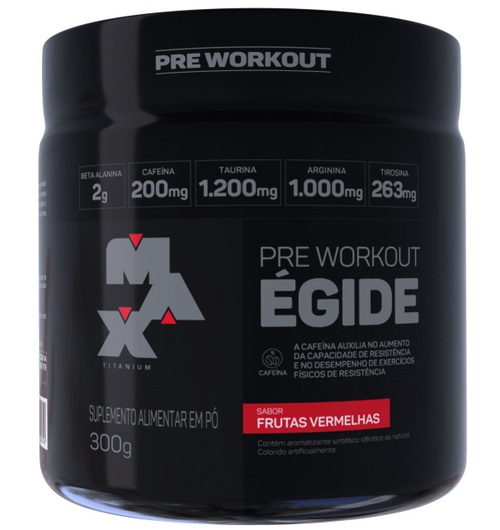 PRE WORKOUT
BETA ALANINA
2g
CAFEÍNA
200mg
TAURINA
1.200mg
ARGININA
1.000mg
TIROSINA
263mg
MAX
TITANIUM
PRE WORKOUT
ÉGIDE
A CAFEÍNA AUXILIA NO AUMENTO
DA CAPACIDADE DE RESISTÊNCIA
E NO DESEMPENHO DE EXERCÍCIOS
FÍSICOS DE RESISTÊNCIA
CAFEÍNA
SUPLEMENTO ALIMENTAR EM PÓ
300g
SABOR
FRUTAS VERMELHAS
Contém aromatizante sintético idêntico ao natural
Colorido artificialmente